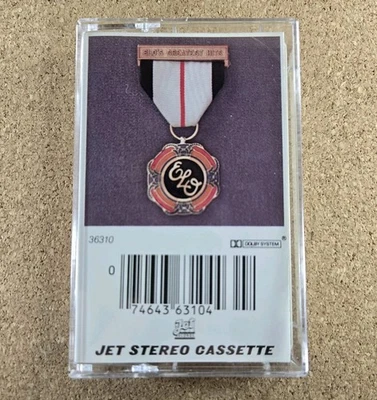 ELO'S GREATEST HITS
ELO
36310
DOLBY SYSTEM®
0
74643 63104
Jet
JET STEREO CASSETTE